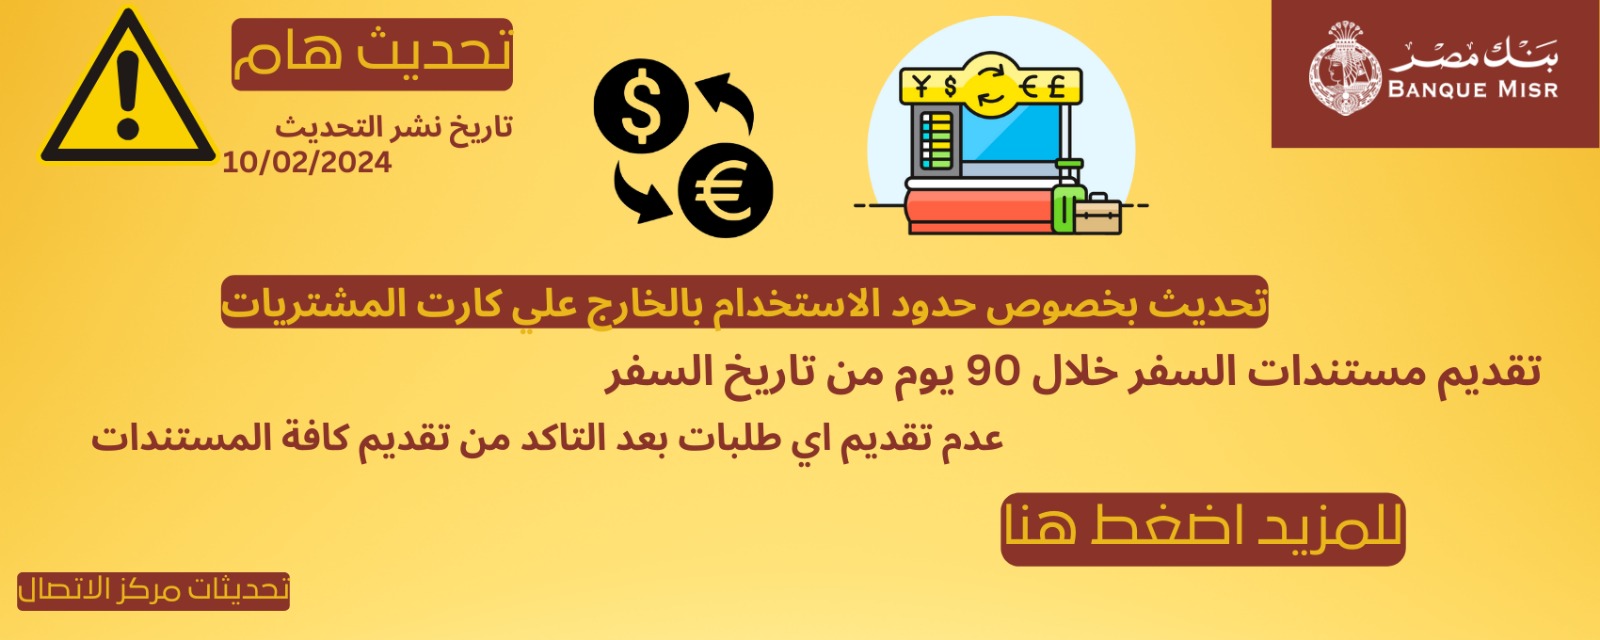 بنك مصر
BANQUE MISR
تحديث هام
تاريخ نشر التحديث
10/02/2024
¥ $ € £
$
€
تحديث بخصوص حدود الاستخدام بالخارج علي كارت المشتريات
تقديم مستندات السفر خلال 90 يوم من تاريخ السفر
عدم تقديم اي طلبات بعد التاكد من تقديم كافة المستندات
للمزيد اضغط هنا
تحديثات مركز الاتصال